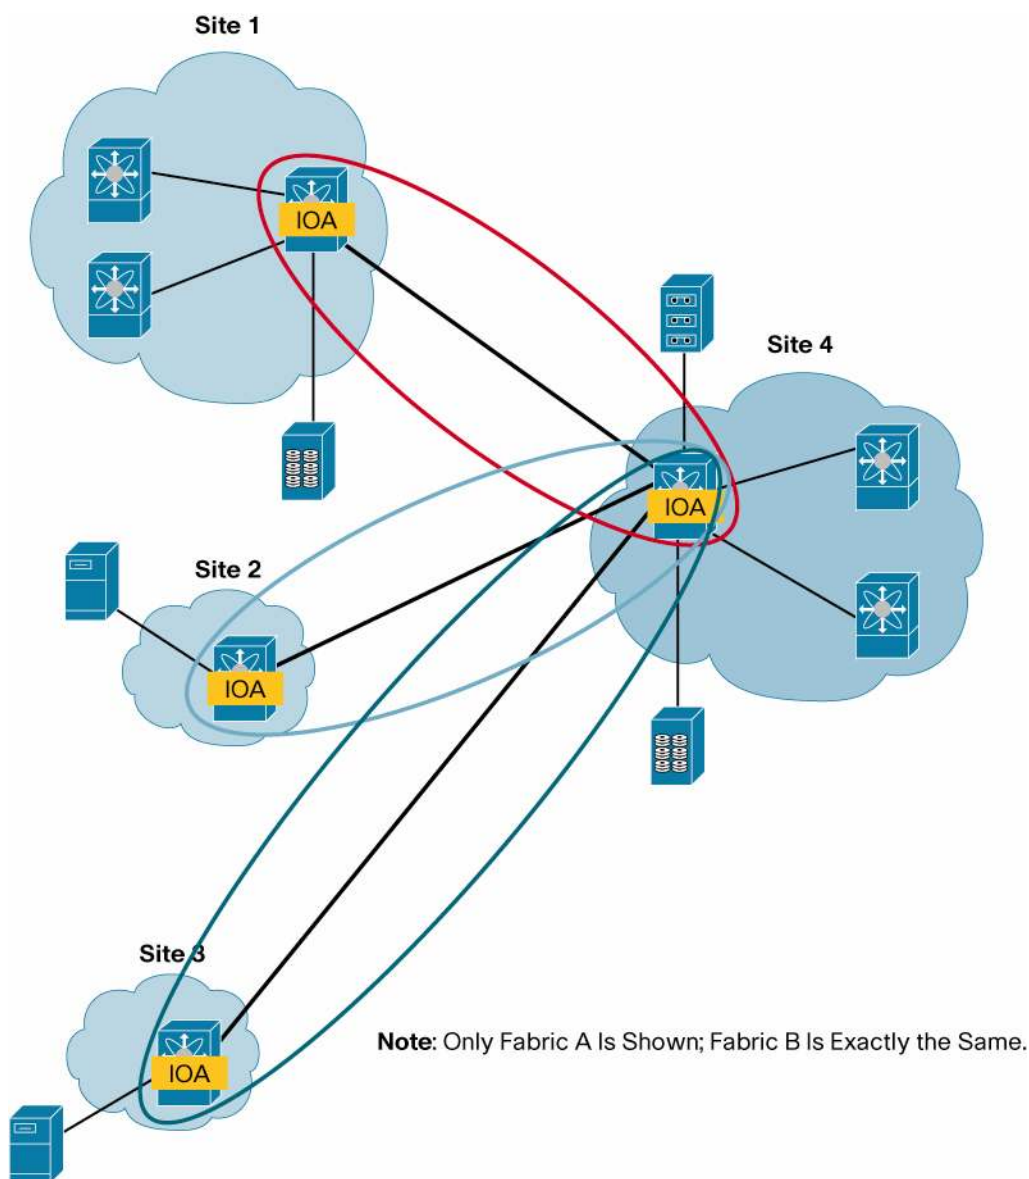 Site 1
IOA
Site 4
IOA
Site 2
IOA
Site 3
Note: Only Fabric A Is Shown; Fabric B Is Exactly the Same.
IOA